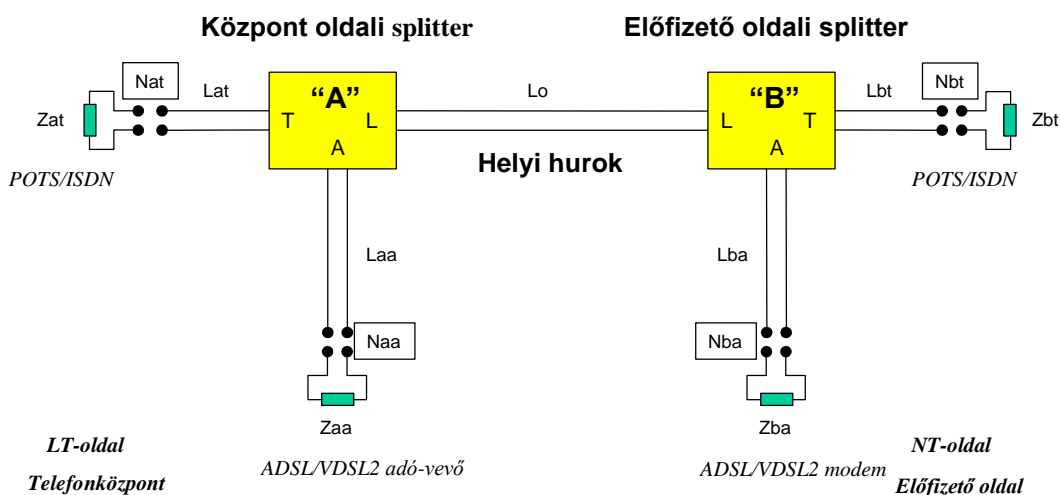 Központ oldali splitter
Előfizető oldali splitter
Nat
Lat
“A”
T
L
A
Lo
“B”
L
T
A
Lbt
Nbt
Zat
Zbt
POTS/ISDN
Helyi hurok
POTS/ISDN
Laa
Lba
Naa
Nba
Zaa
Zba
LT-oldal
ADSL/VDSL2 adó-vevő
ADSL/VDSL2 modem
NT-oldal
Telefonközpont
Előfizető oldal